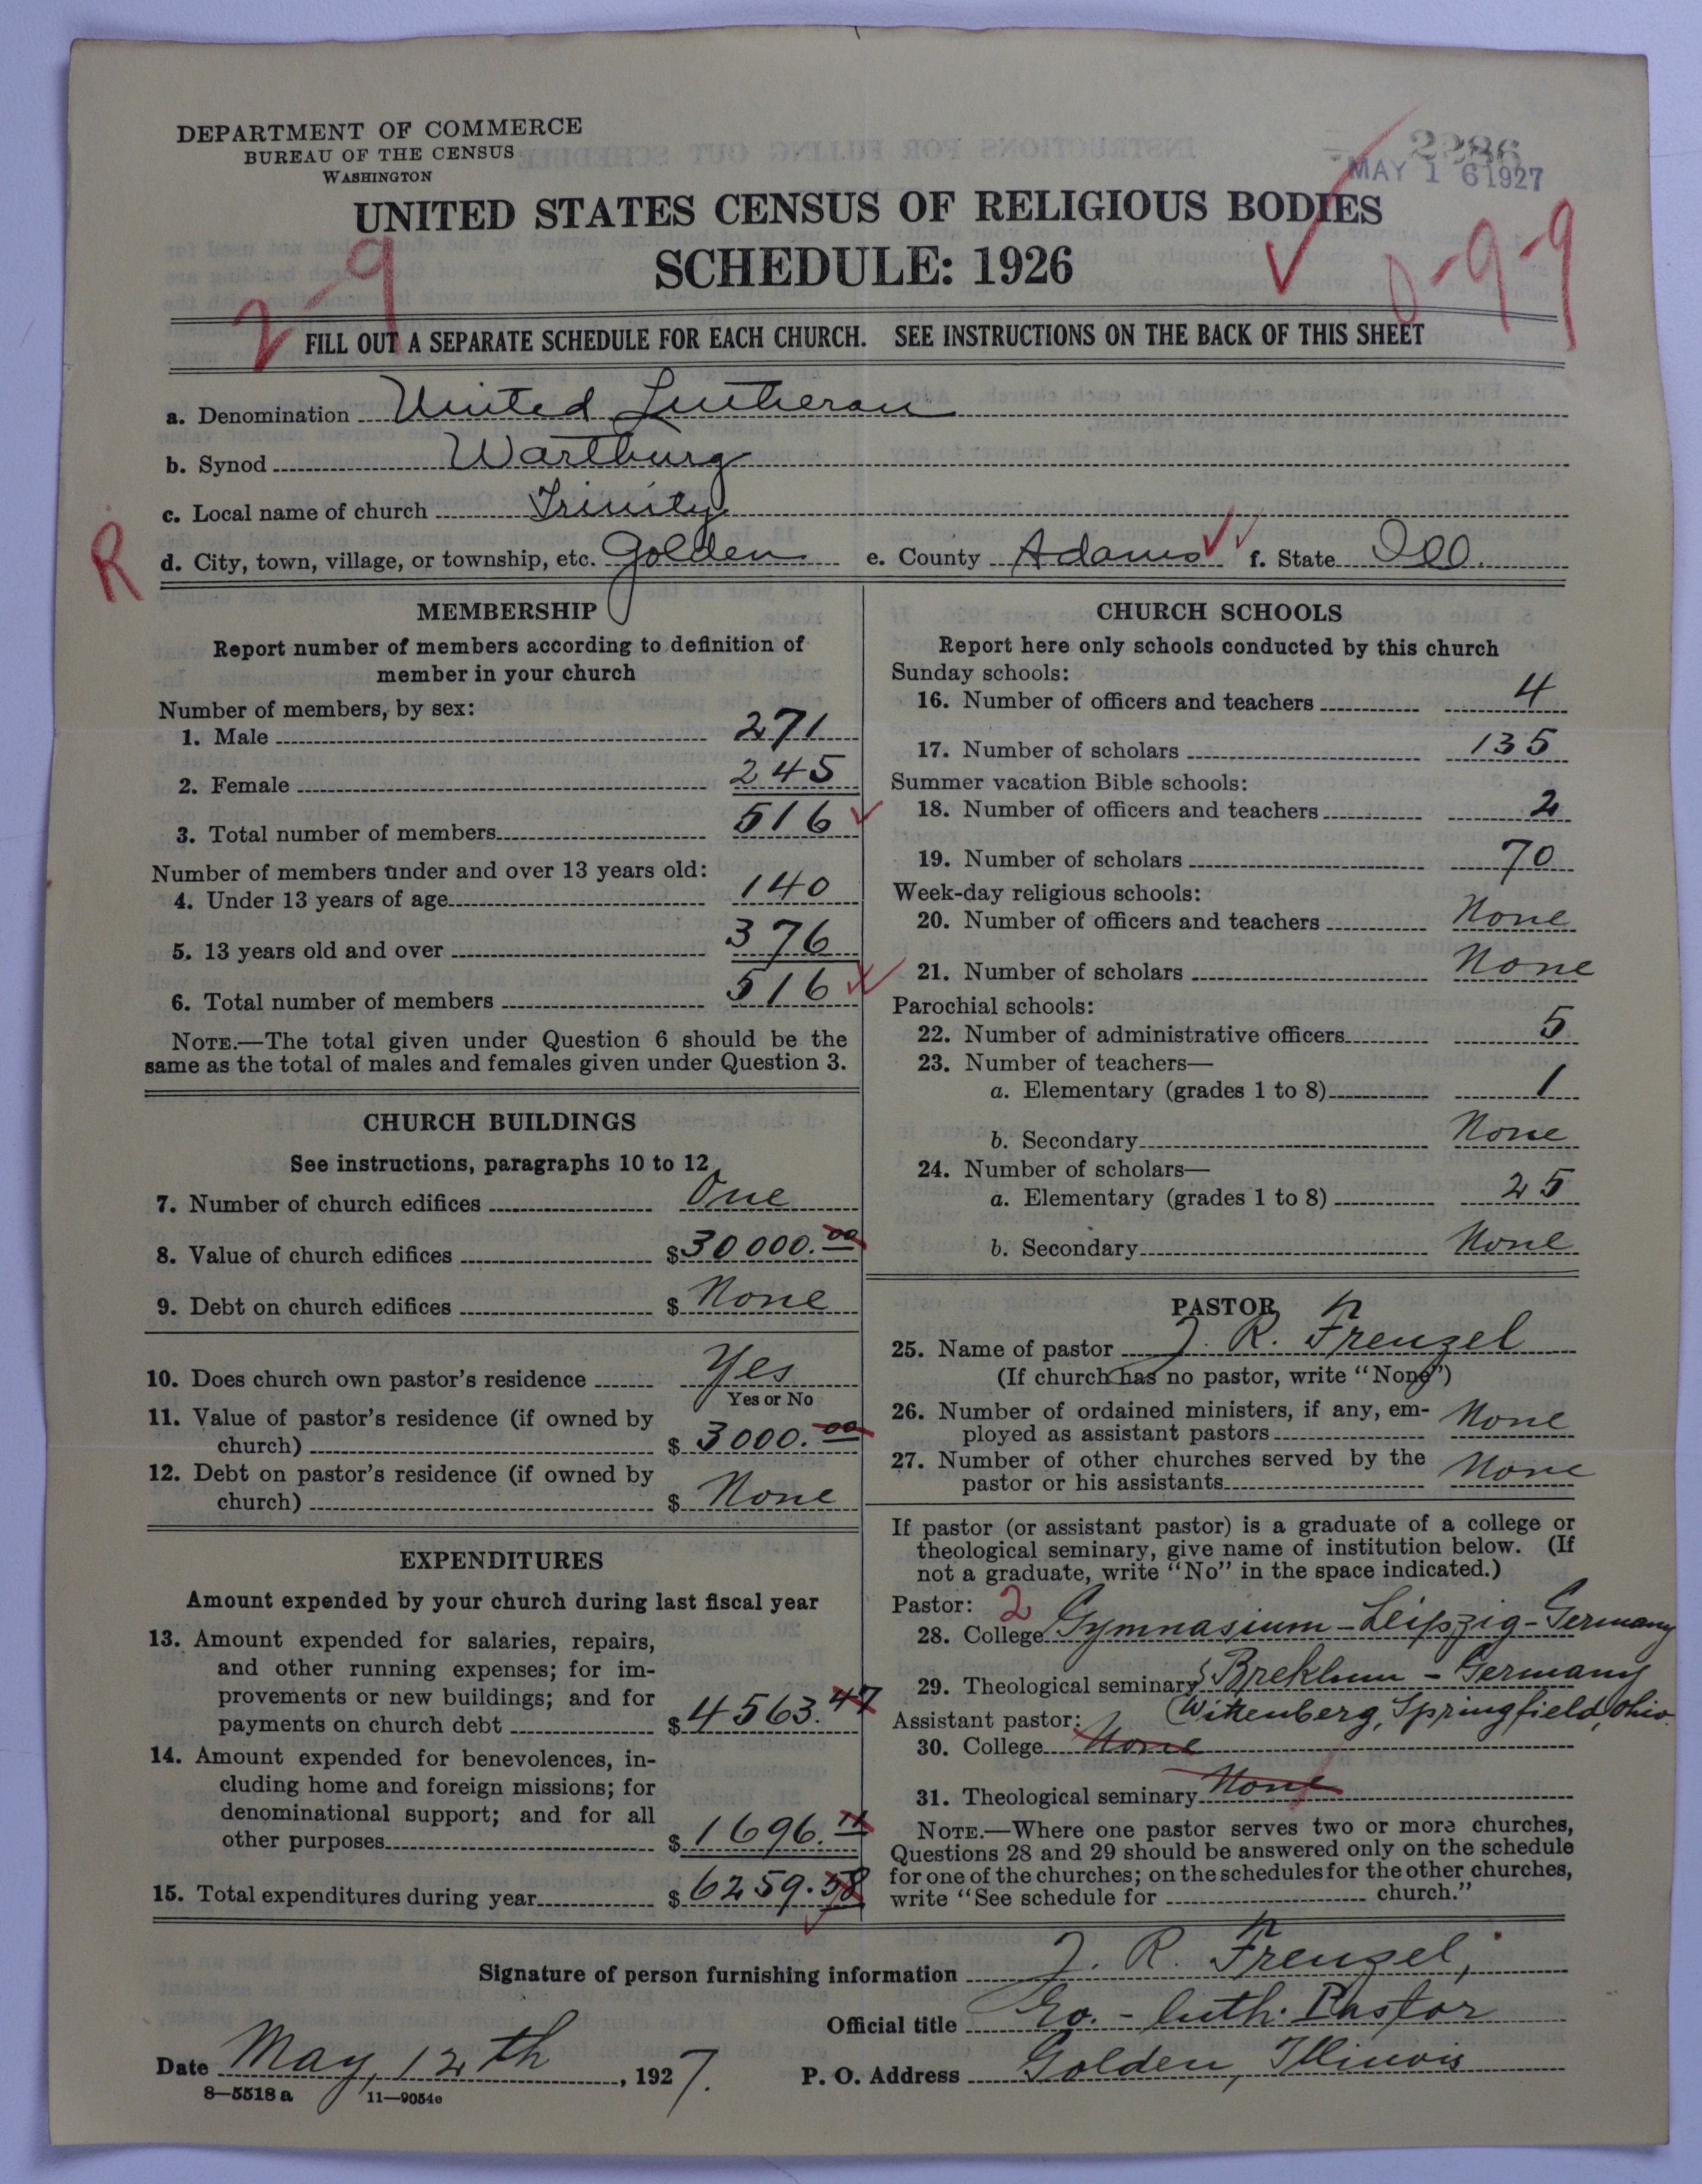 DEPARTMENT OF COMMERCE
BUREAU OF THE CENSUS
WASHINGTON
2286
MAY 16 1927
UNITED STATES CENSUS OF RELIGIOUS BODIES
SCHEDULE: 1926
2-9
0-9-9
FILL OUT A SEPARATE SCHEDULE FOR EACH CHURCH. SEE INSTRUCTIONS ON THE BACK OF THIS SHEET
a. Denomination United Lutheran
b. Synod Wartburg
c. Local name of church Trinity
R
d. City, town, village, or township, etc. Golden e. County Adams f. State Ill.
MEMBERSHIP
Report number of members according to definition of
member in your church
Number of members, by sex:
1. Male 271
2. Female 245
3. Total number of members 516
Number of members under and over 13 years old:
4. Under 13 years of age 140
5. 13 years old and over 376
6. Total number of members 516
NOTE.—The total given under Question 6 should be the
same as the total of males and females given under Question 3.
CHURCH BUILDINGS
See instructions, paragraphs 10 to 12
7. Number of church edifices One
8. Value of church edifices $30000.00
9. Debt on church edifices $ None
10. Does church own pastor's residence Yes
Yes or No
11. Value of pastor's residence (if owned by
church) $ 3000.00
12. Debt on pastor's residence (if owned by
church) $ None
EXPENDITURES
Amount expended by your church during last fiscal year
13. Amount expended for salaries, repairs,
and other running expenses; for im-
provements or new buildings; and for
payments on church debt $ 4563.47
14. Amount expended for benevolences, in-
cluding home and foreign missions; for
denominational support; and for all
other purposes $ 1696.11
15. Total expenditures during year $ 6259.58
CHURCH SCHOOLS
Report here only schools conducted by this church
Sunday schools:
16. Number of officers and teachers 4
17. Number of scholars 135
Summer vacation Bible schools:
18. Number of officers and teachers 2
19. Number of scholars 70
Week-day religious schools:
20. Number of officers and teachers None
21. Number of scholars None
Parochial schools:
22. Number of administrative officers 5
23. Number of teachers—
a. Elementary (grades 1 to 8) 1
b. Secondary None
24. Number of scholars—
a. Elementary (grades 1 to 8) 25
b. Secondary None
PASTOR
25. Name of pastor J. R. Frenzel
(If church has no pastor, write "None")
26. Number of ordained ministers, if any, em-
ployed as assistant pastors None
27. Number of other churches served by the
pastor or his assistants None
If pastor (or assistant pastor) is a graduate of a college or
theological seminary, give name of institution below. (If
not a graduate, write "No" in the space indicated.)
Pastor: 2
28. College Gymnasium - Leipzig - Germany
29. Theological seminary Breklum - Germany
Wittenberg, Springfield, Ohio.
Assistant pastor:
30. College None
31. Theological seminary None
NOTE.—Where one pastor serves two or more churches,
Questions 28 and 29 should be answered only on the schedule
for one of the churches; on the schedules for the other churches,
write "See schedule for church."
Signature of person furnishing information J. R. Frenzel,
Official title Ev. - luth. Pastor
Date May, 12th, 1927. P. O. Address Golden, Illinois
8—5518 a 11—9054c